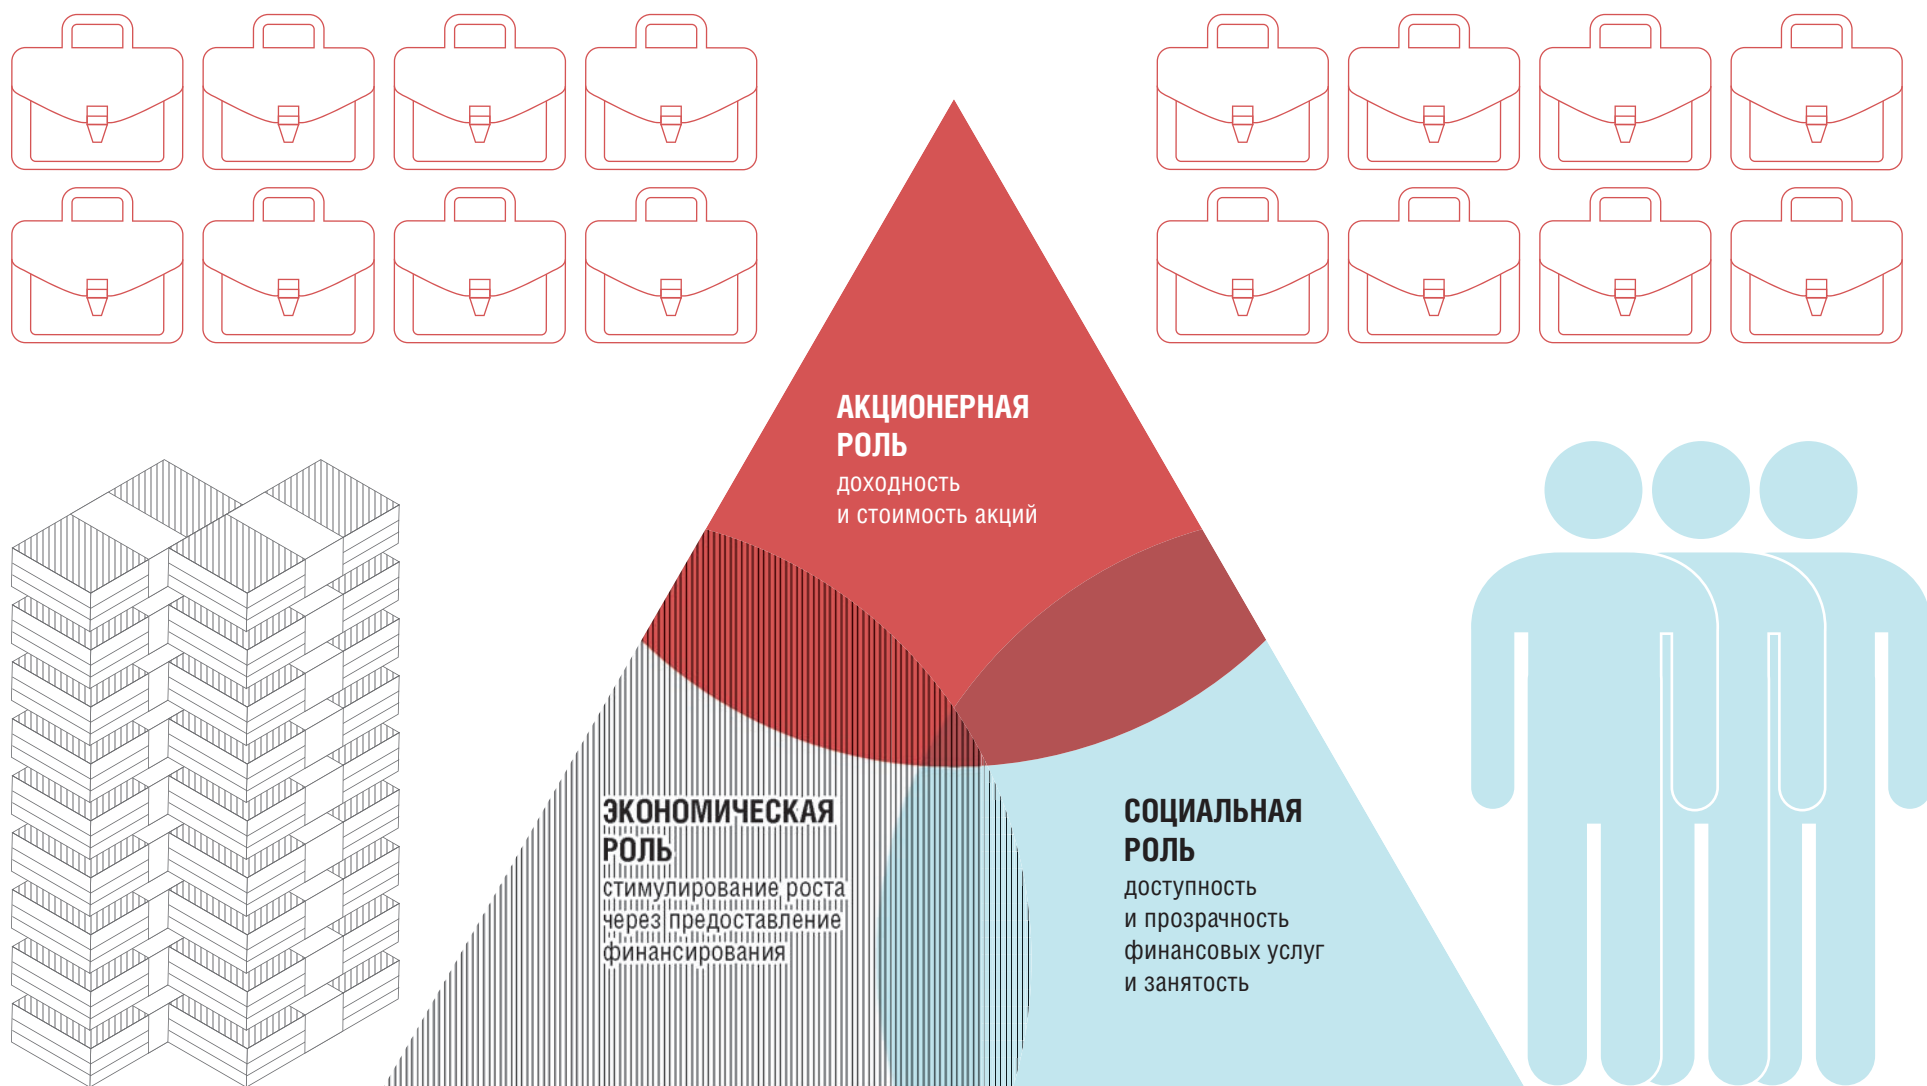 АКЦИОНЕРНАЯ
РОЛЬ
доходность
и стоимость акций
ЭКОНОМИЧЕСКАЯ
РОЛЬ
стимулирование роста
через предоставление
финансирования
СОЦИАЛЬНАЯ
РОЛЬ
доступность
и прозрачность
финансовых услуг
и занятость